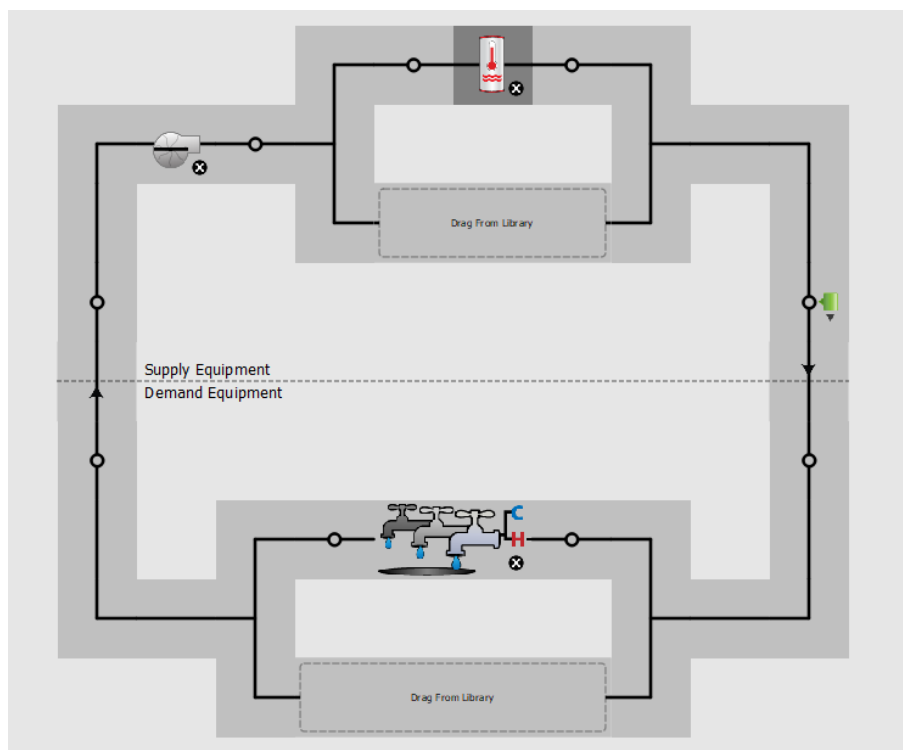 Drag From Library
Supply Equipment
Demand Equipment
C
H
Drag From Library